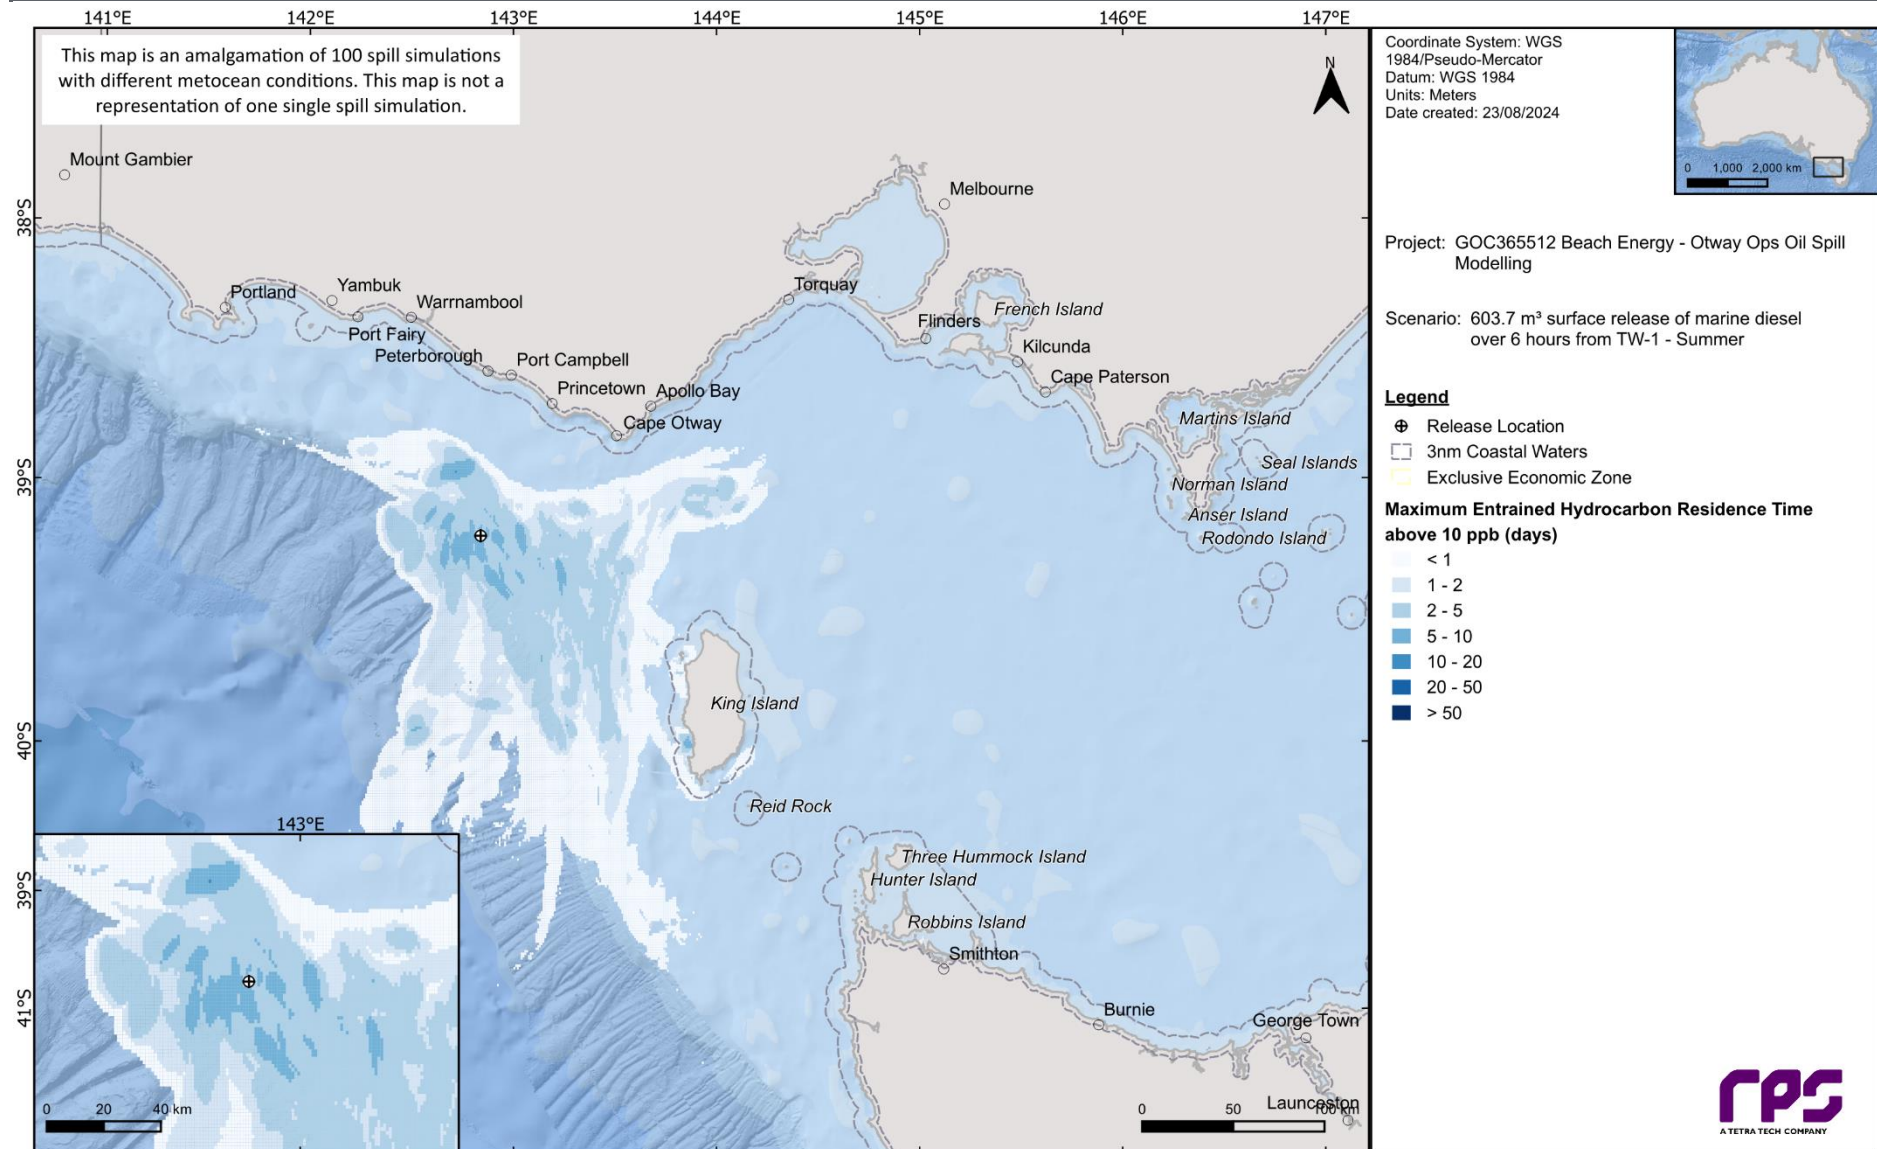 141°E
142°E
143°E
144°E
145°E
146°E
147°E
This map is an amalgamation of 100 spill simulations
with different metocean conditions. This map is not a
representation of one single spill simulation.
N
38°S
39°S
40°S
41°S
Mount Gambier
Melbourne
Portland
Yambuk
Warrnambool
Port Fairy
Peterborough
Port Campbell
Princetown
Apollo Bay
Cape Otway
Torquay
Flinders
French Island
Kilcunda
Cape Paterson
Martins Island
Seal Islands
Norman Island
Anser Island
Rodondo Island
King Island
Reid Rock
Three Hummock Island
Hunter Island
Robbins Island
Smithton
Burnie
George Town
Launceston
0 50 100 km
143°E
39°S
0 20 40 km
Coordinate System: WGS
1984/Pseudo-Mercator
Datum: WGS 1984
Units: Meters
Date created: 23/08/2024
0 1,000 2,000 km
Project: GOC365512 Beach Energy - Otway Ops Oil Spill
Modelling
Scenario: 603.7 m³ surface release of marine diesel
over 6 hours from TW-1 - Summer
Legend
Release Location
3nm Coastal Waters
Exclusive Economic Zone
Maximum Entrained Hydrocarbon Residence Time
above 10 ppb (days)
< 1
1 - 2
2 - 5
5 - 10
10 - 20
20 - 50
> 50
rps
A TETRA TECH COMPANY